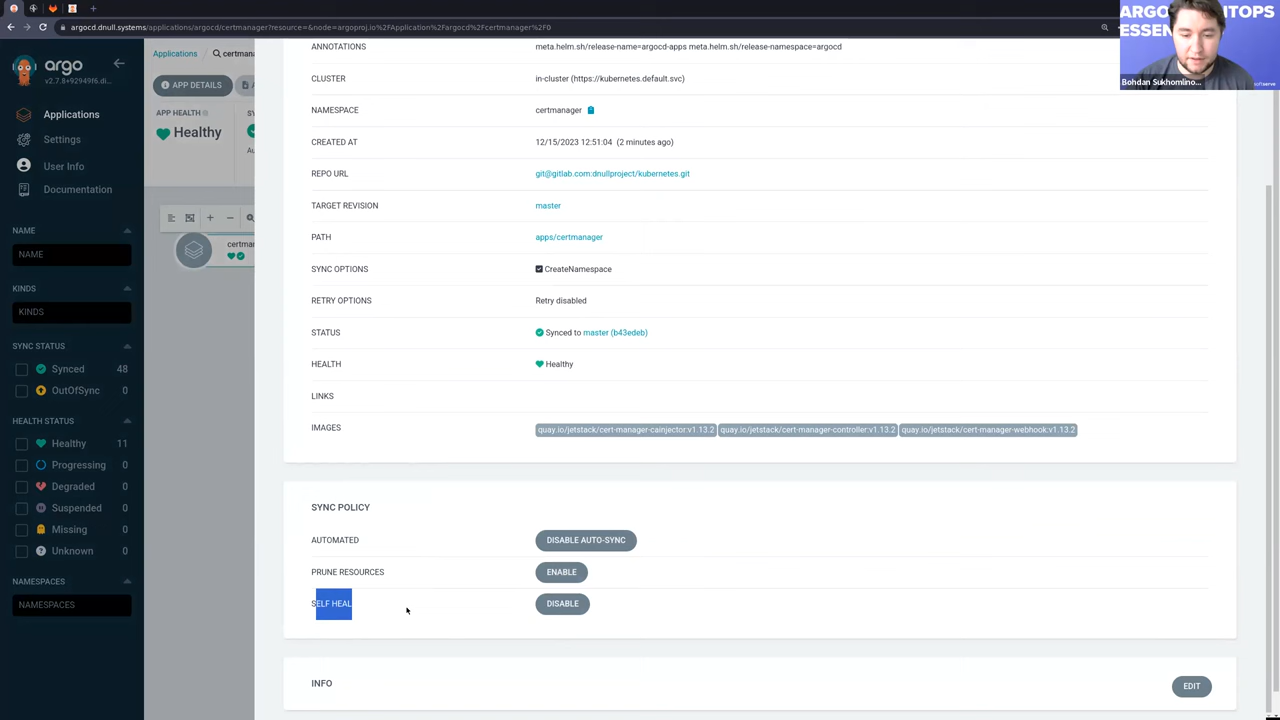 argocd.dnull.systems/applications/argocd/certmanager?resource=&node=argoproj.io%2FApplication%2Fargocd%2Fcertmanager%2F0
ESSEN
Bohdan Sukhomlino...
softserve
argo
v2.7.8+92949f6.di...
Applications
Settings
User Info
Documentation
NAME
NAME
KINDS
KINDS
SYNC STATUS
Synced 48
OutOfSync 0
HEALTH STATUS
Healthy 11
Progressing 0
Degraded 0
Suspended 0
Missing 0
Unknown 0
NAMESPACES
NAMESPACES
Applications
certma
APP DETAILS
APP HEALTH
Healthy
SY
Au
certmar
ANNOTATIONS meta.helm.sh/release-name=argocd-apps meta.helm.sh/release-namespace=argocd
CLUSTER in-cluster (https://kubernetes.default.svc)
NAMESPACE certmanager
CREATED AT 12/15/2023 12:51:04 (2 minutes ago)
REPO URL git@gitlab.com:dnullproject/kubernetes.git
TARGET REVISION master
PATH apps/certmanager
SYNC OPTIONS CreateNamespace
RETRY OPTIONS Retry disabled
STATUS Synced to master (b43edeb)
HEALTH Healthy
LINKS
IMAGES quay.io/jetstack/cert-manager-cainjector:v1.13.2 quay.io/jetstack/cert-manager-controller:v1.13.2 quay.io/jetstack/cert-manager-webhook:v1.13.2
SYNC POLICY
AUTOMATED DISABLE AUTO-SYNC
PRUNE RESOURCES ENABLE
SELF HEAL DISABLE
INFO EDIT